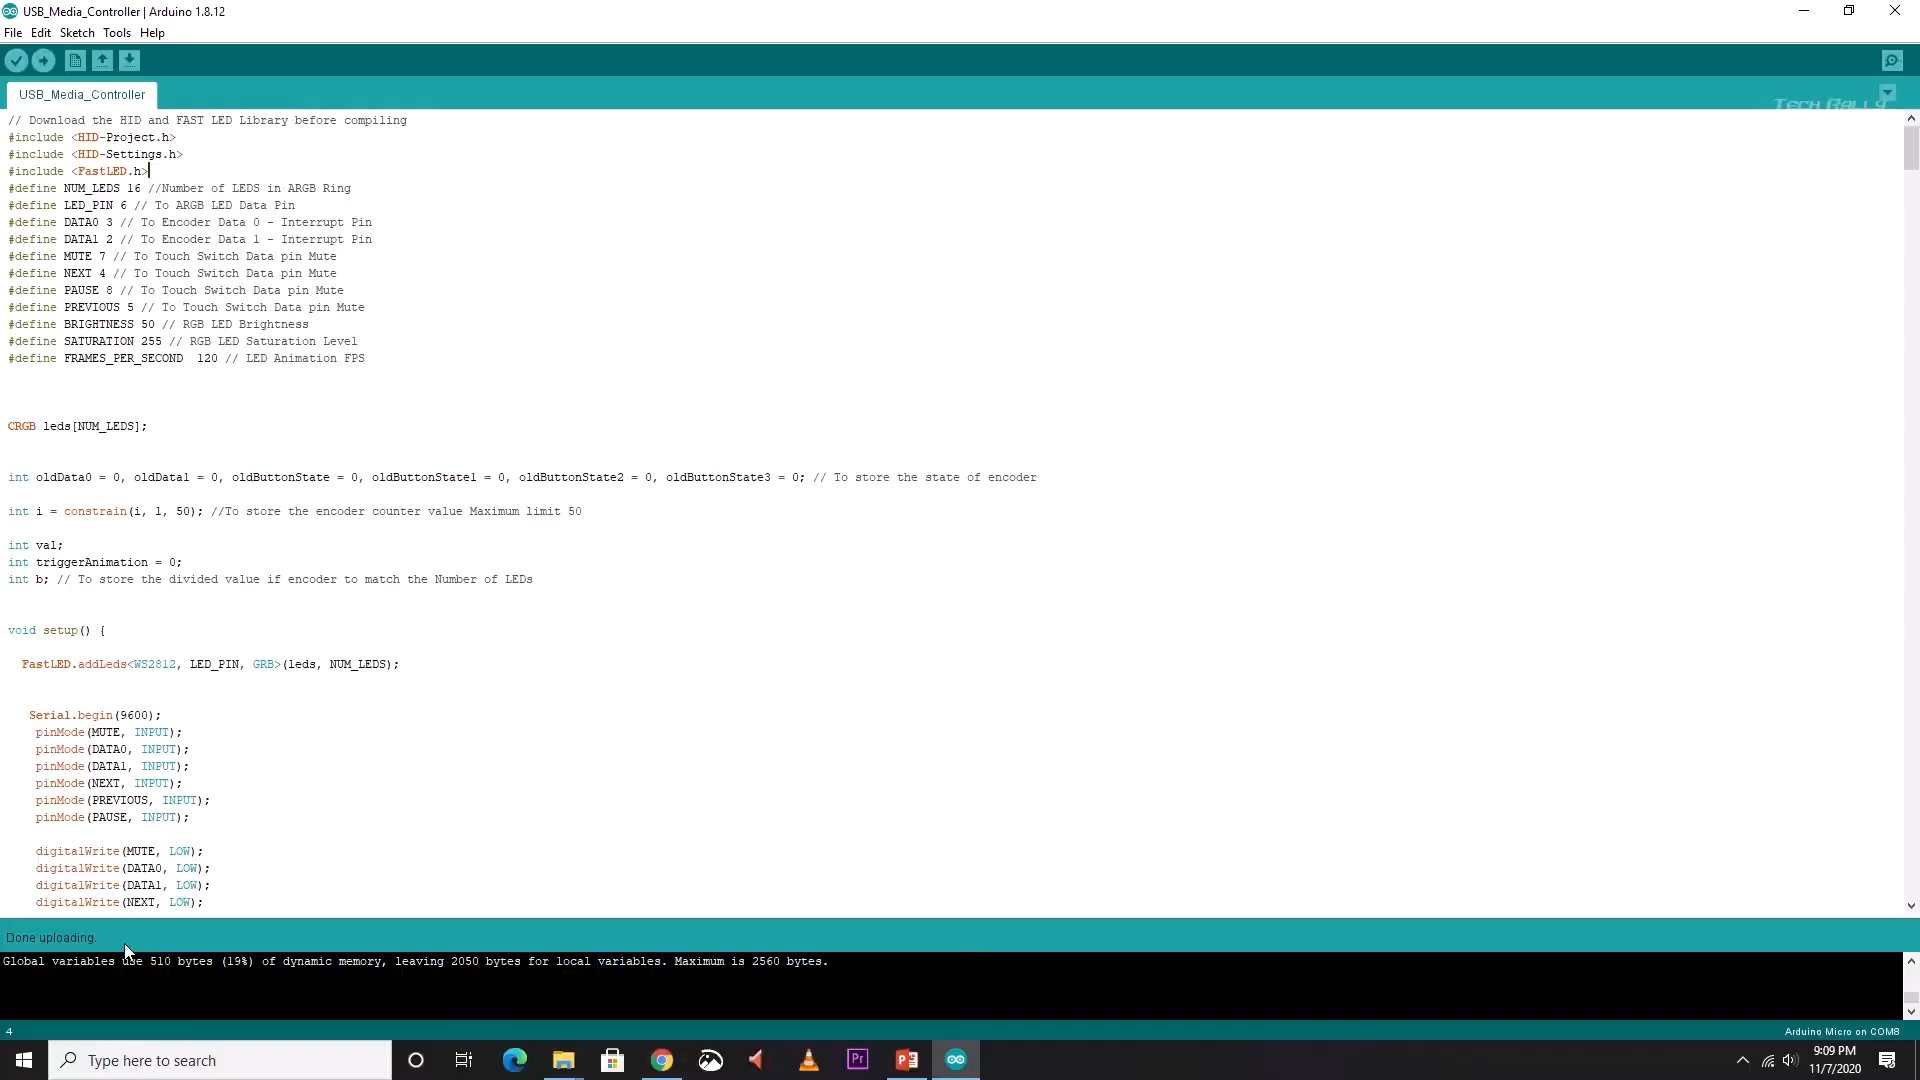 USB_Media_Controller | Arduino 1.8.12
File Edit Sketch Tools Help
USB_Media_Controller
Tech Rally
// Download the HID and FAST LED Library before compiling
#include <HID-Project.h>
#include <HID-Settings.h>
#include <FastLED.h>
#define NUM_LEDS 16 //Number of LEDS in ARGB Ring
#define LED_PIN 6 // To ARGB LED Data Pin
#define DATA0 3 // To Encoder Data 0 - Interrupt Pin
#define DATA1 2 // To Encoder Data 1 - Interrupt Pin
#define MUTE 7 // To Touch Switch Data pin Mute
#define NEXT 4 // To Touch Switch Data pin Mute
#define PAUSE 8 // To Touch Switch Data pin Mute
#define PREVIOUS 5 // To Touch Switch Data pin Mute
#define BRIGHTNESS 50 // RGB LED Brightness
#define SATURATION 255 // RGB LED Saturation Level
#define FRAMES_PER_SECOND  120 // LED Animation FPS
CRGB leds[NUM_LEDS];
int oldData0 = 0, oldData1 = 0, oldButtonState = 0, oldButtonState1 = 0, oldButtonState2 = 0, oldButtonState3 = 0; // To store the state of encoder
int i = constrain(i, 1, 50); //To store the encoder counter value Maximum limit 50
int val;
int triggerAnimation = 0;
int b; // To store the divided value if encoder to match the Number of LEDs
void setup() {
FastLED.addLeds<WS2812, LED_PIN, GRB>(leds, NUM_LEDS);
Serial.begin(9600);
pinMode(MUTE, INPUT);
pinMode(DATA0, INPUT);
pinMode(DATA1, INPUT);
pinMode(NEXT, INPUT);
pinMode(PREVIOUS, INPUT);
pinMode(PAUSE, INPUT);
digitalWrite(MUTE, LOW);
digitalWrite(DATA0, LOW);
digitalWrite(DATA1, LOW);
digitalWrite(NEXT, LOW);
Done uploading.
Global variables use 510 bytes (19%) of dynamic memory, leaving 2050 bytes for local variables. Maximum is 2560 bytes.
4
Arduino Micro on COM8
Type here to search
Pr
9:09 PM
11/7/2020